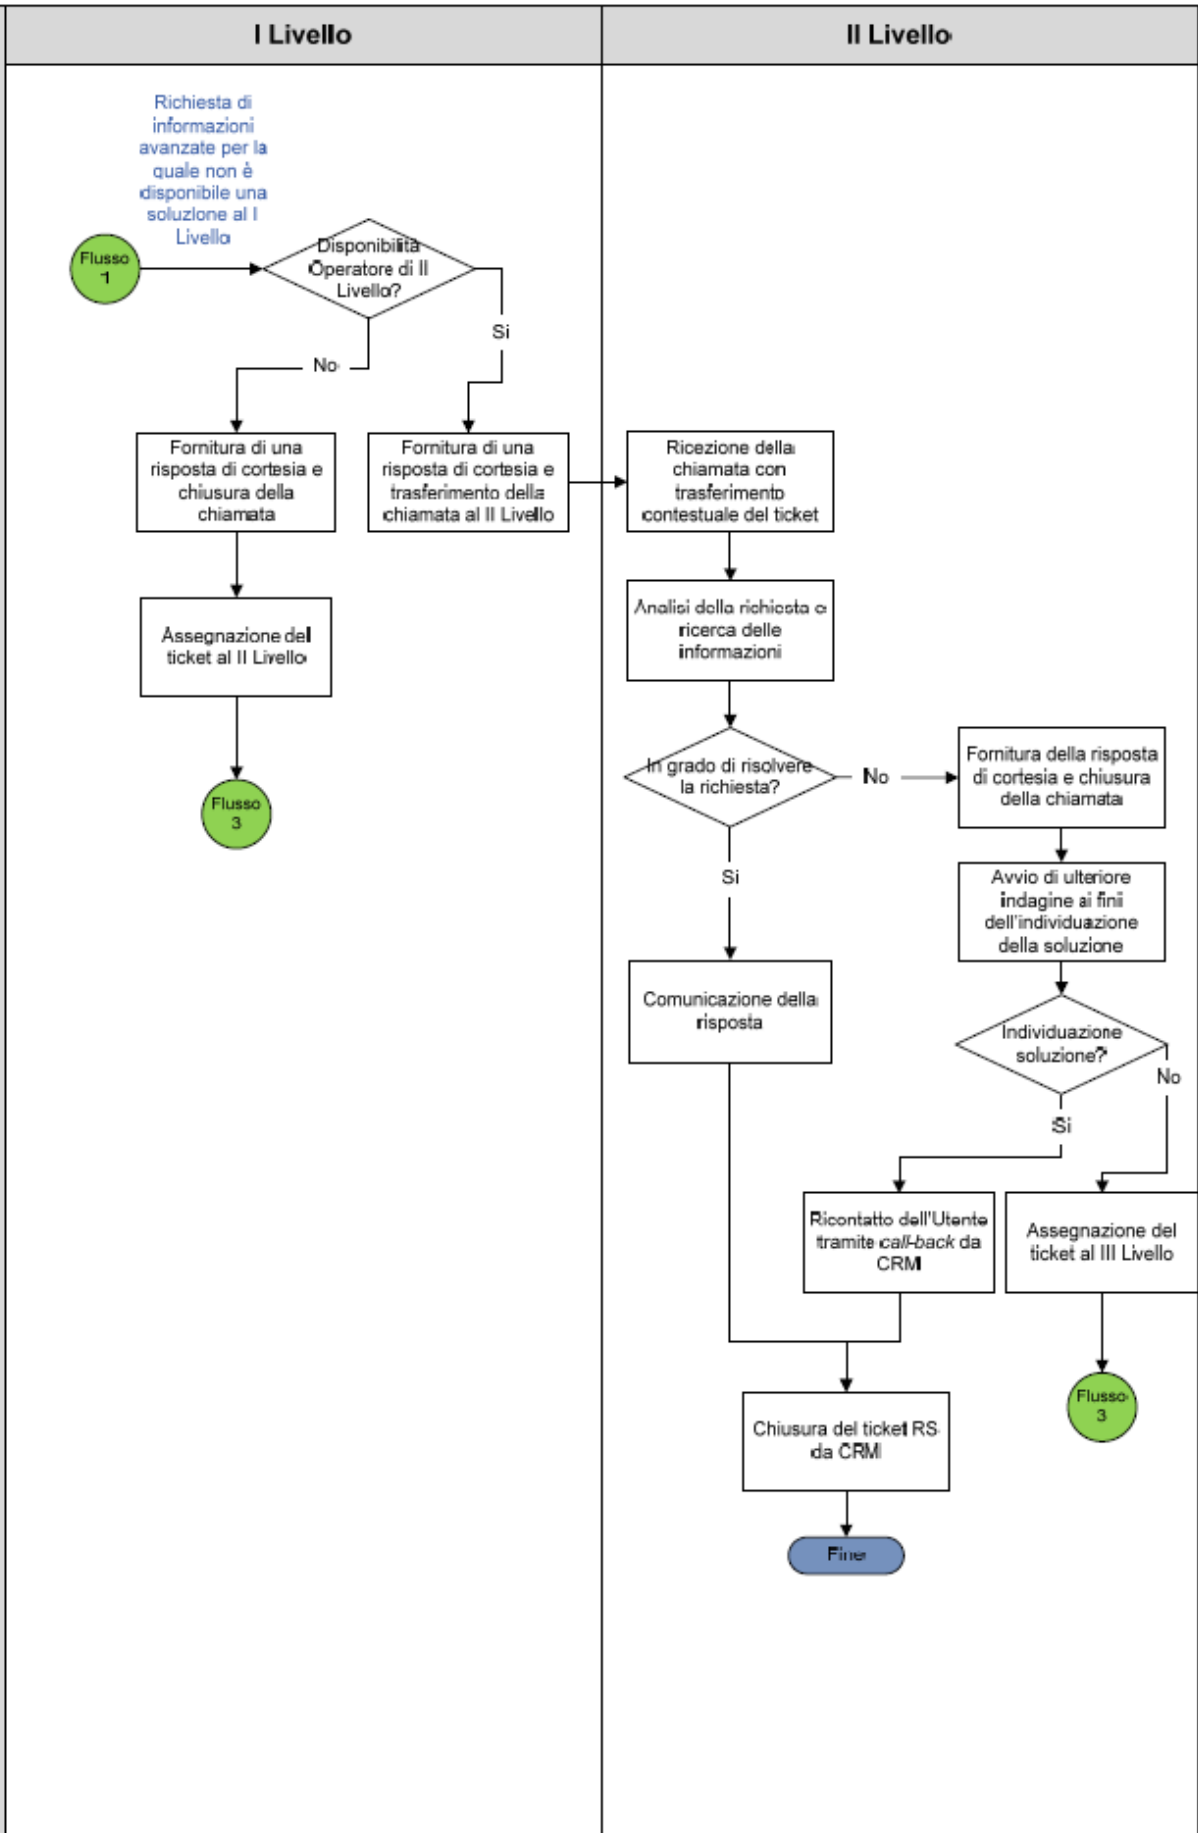 I Livello
II Livello
Richiesta di
informazioni
avanzate per la
quale non è
disponibile una
soluzione al I
Livello
Flusso
1
Disponibilità
Operatore di II
Livello?
Si
No
Fornitura di una
risposta di cortesia e
chiusura della
chiamata
Fornitura di una
risposta di cortesia e
trasferimento della
chiamata al II Livello
Ricezione della
chiamata con
trasferimento
contestuale del ticket
Assegnazione del
ticket al II Livello
Analisi della richiesta e
ricerca delle
informazioni
Flusso
3
In grado di risolvere
la richiesta?
No
Fornitura della risposta
di cortesia e chiusura
della chiamata
Si
Avvio di ulteriore
indagine ai fini
dell'individuazione
della soluzione
Comunicazione della
risposta
Individuazione
soluzione?
No
Si
Ricontatto dell'Utente
tramite call-back da
CRM
Assegnazione del
ticket al III Livello
Flusso
3
Chiusura del ticket RS
da CRM
Fine